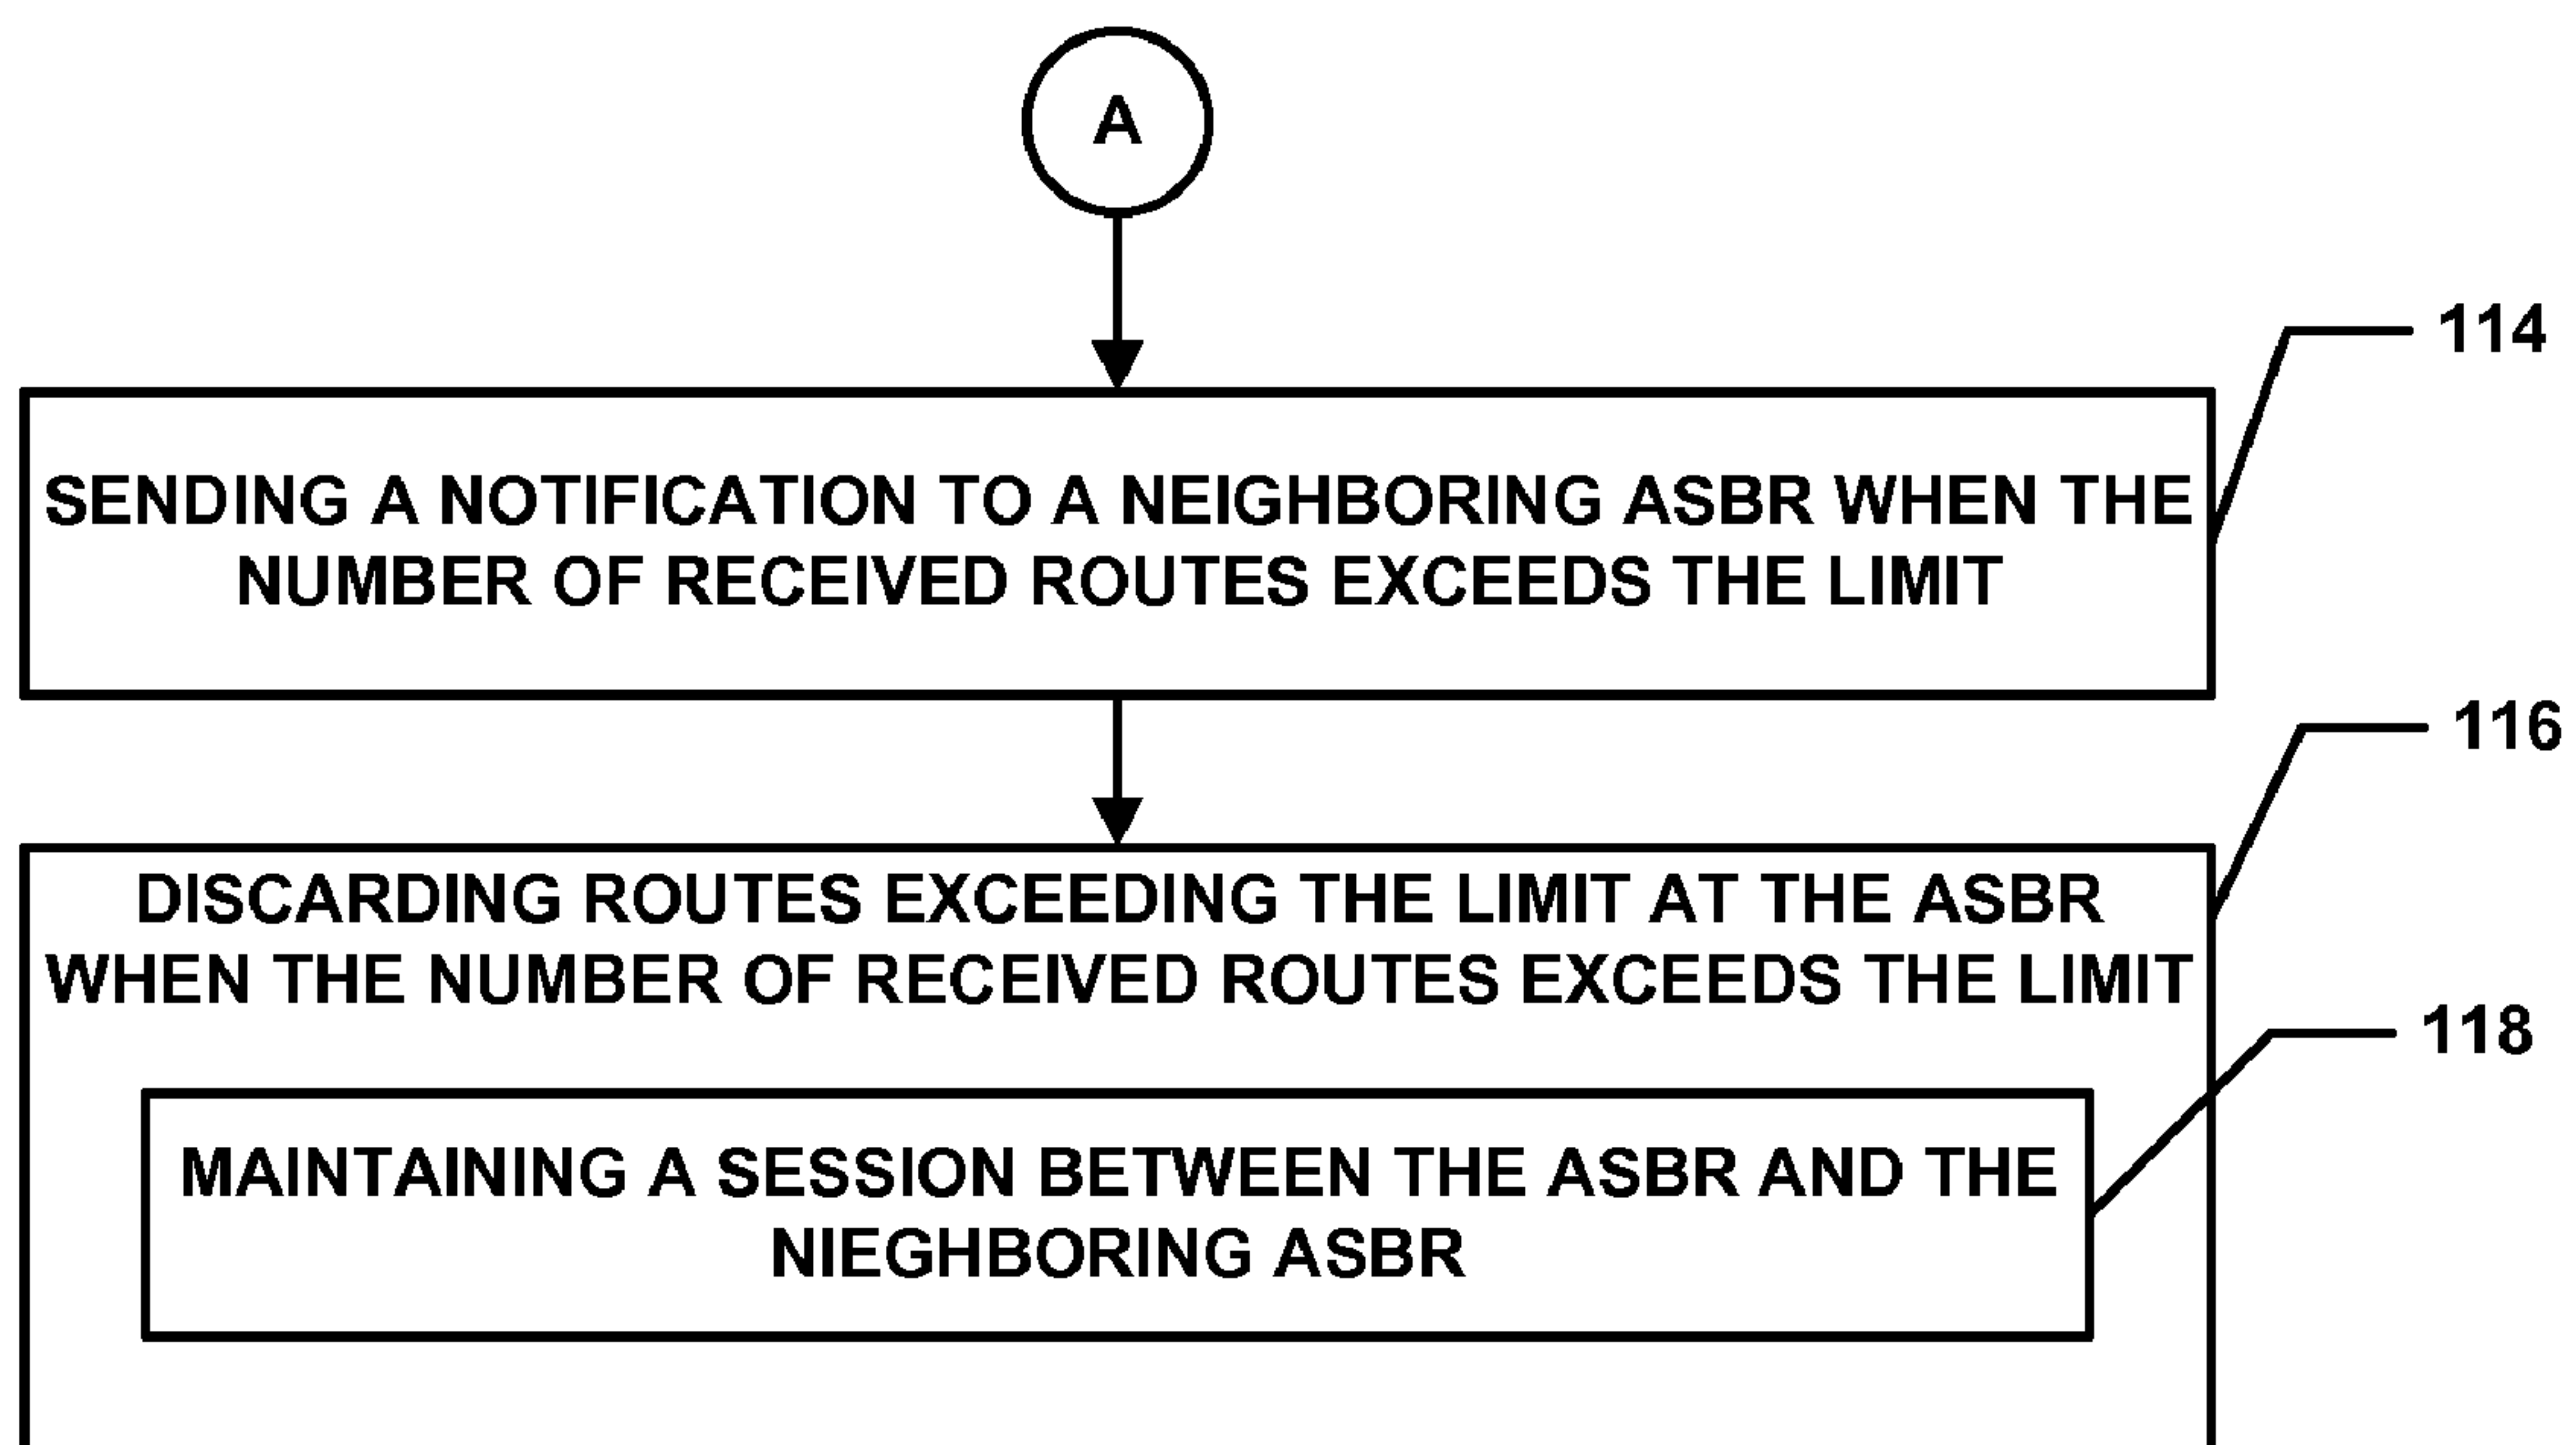 A
114
SENDING A NOTIFICATION TO A NEIGHBORING ASBR WHEN THE
NUMBER OF RECEIVED ROUTES EXCEEDS THE LIMIT
116
DISCARDING ROUTES EXCEEDING THE LIMIT AT THE ASBR
WHEN THE NUMBER OF RECEIVED ROUTES EXCEEDS THE LIMIT
118
MAINTAINING A SESSION BETWEEN THE ASBR AND THE
NIEGHBORING ASBR